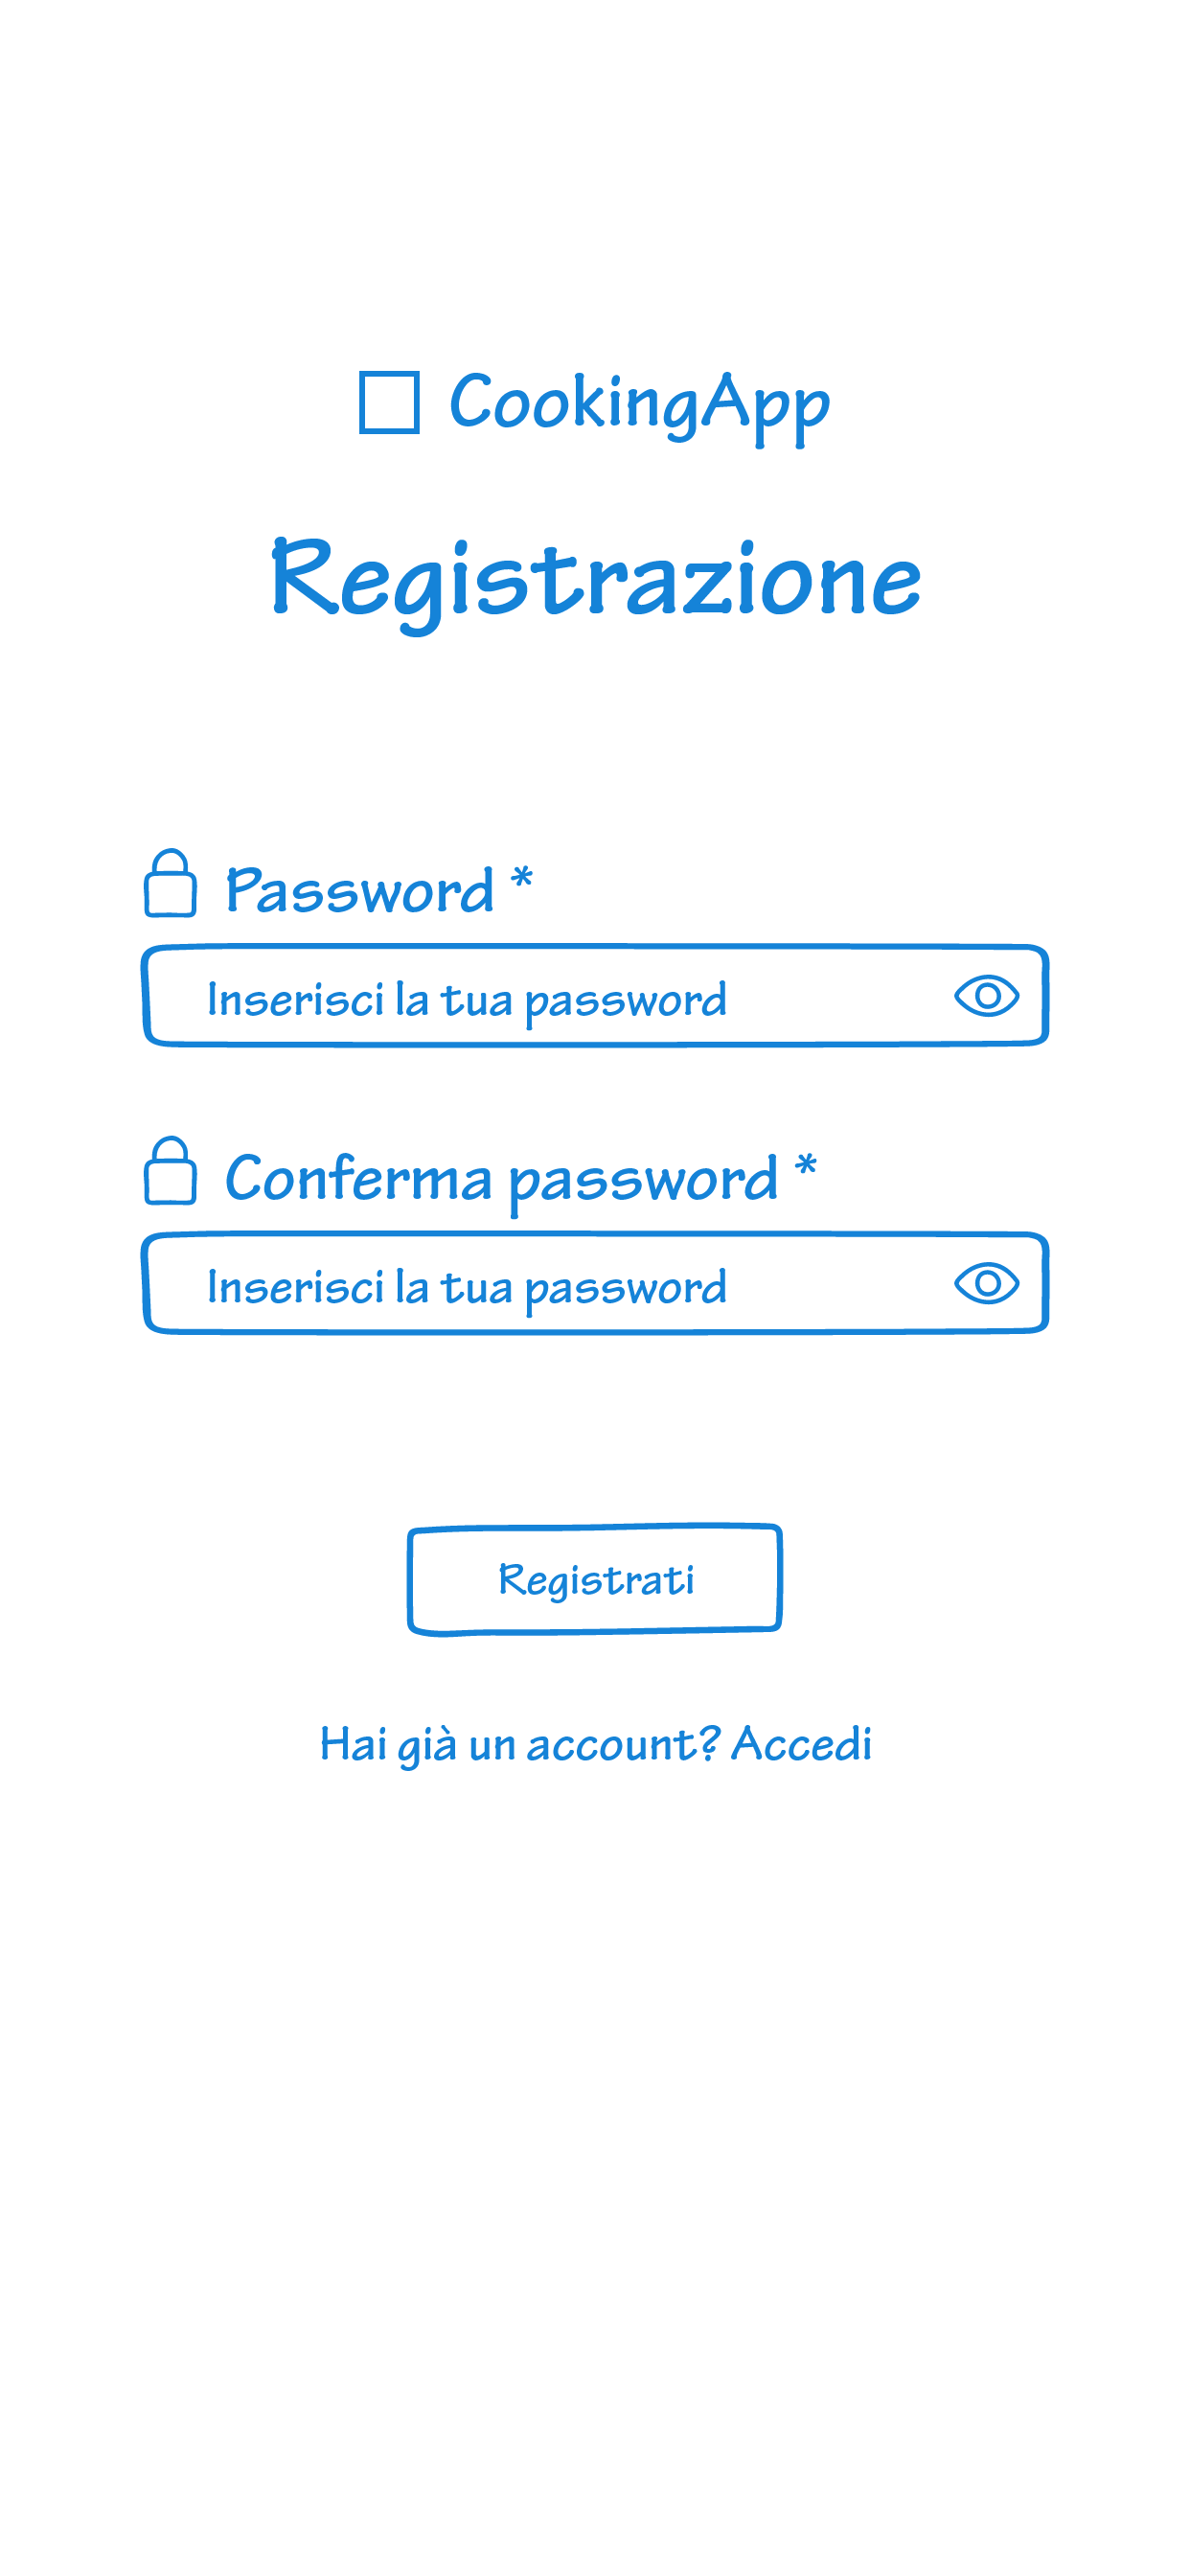 CookingApp
Registrazione
Password *
Inserisci la tua password
Conferma password *
Inserisci la tua password
Registrati
Hai già un account? Accedi